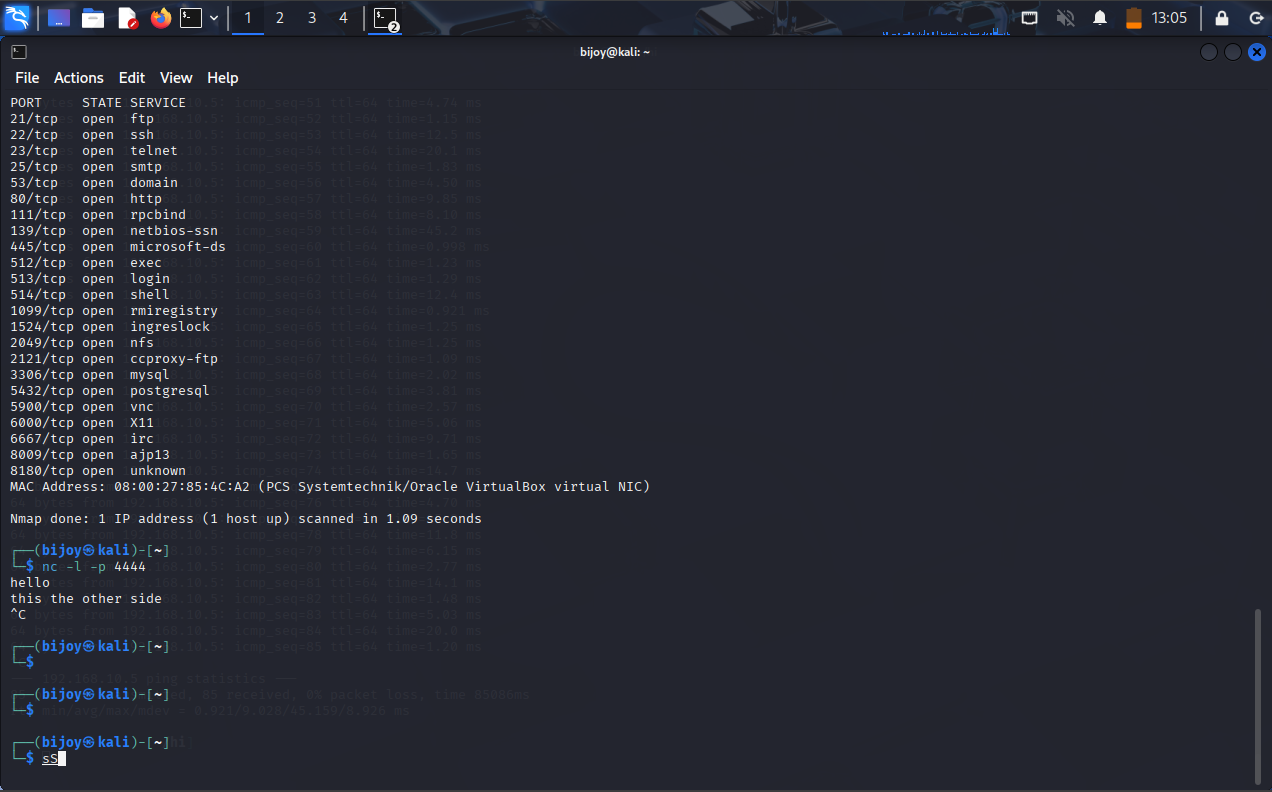 1 2 3 4 2 13:05
bijoy@kali: ~
File Actions Edit View Help
PORT STATE SERVICE
21/tcp open ftp
22/tcp open ssh
23/tcp open telnet
25/tcp open smtp
53/tcp open domain
80/tcp open http
111/tcp open rpcbind
139/tcp open netbios-ssn
445/tcp open microsoft-ds
512/tcp open exec
513/tcp open login
514/tcp open shell
1099/tcp open rmiregistry
1524/tcp open ingreslock
2049/tcp open nfs
2121/tcp open ccproxy-ftp
3306/tcp open mysql
5432/tcp open postgresql
5900/tcp open vnc
6000/tcp open X11
6667/tcp open irc
8009/tcp open ajp13
8180/tcp open unknown
MAC Address: 08:00:27:85:4C:A2 (PCS Systemtechnik/Oracle VirtualBox virtual NIC)
Nmap done: 1 IP address (1 host up) scanned in 1.09 seconds
┌──(bijoy㉿kali)-[~]
└─$ nc -l -p 4444
hello
this the other side
^C
┌──(bijoy㉿kali)-[~]
└─$
┌──(bijoy㉿kali)-[~]
└─$
┌──(bijoy㉿kali)-[~]
└─$ sS